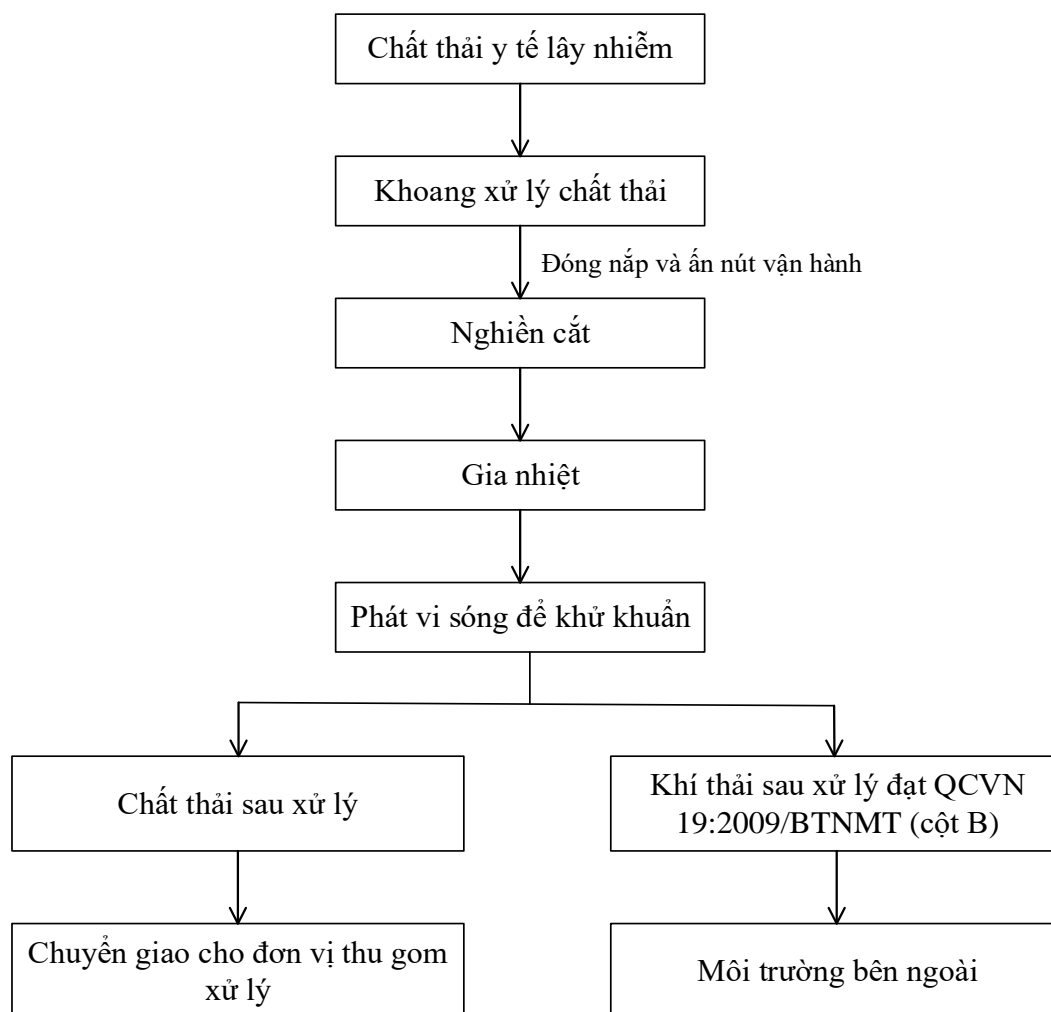 Chất thải y tế lây nhiễm
Khoang xử lý chất thải
Đóng nắp và ấn nút vận hành
Nghiền cắt
Gia nhiệt
Phát vi sóng để khử khuẩn
Chất thải sau xử lý
Khí thải sau xử lý đạt QCVN
19:2009/BTNMT (cột B)
Chuyển giao cho đơn vị thu gom
xử lý
Môi trường bên ngoài